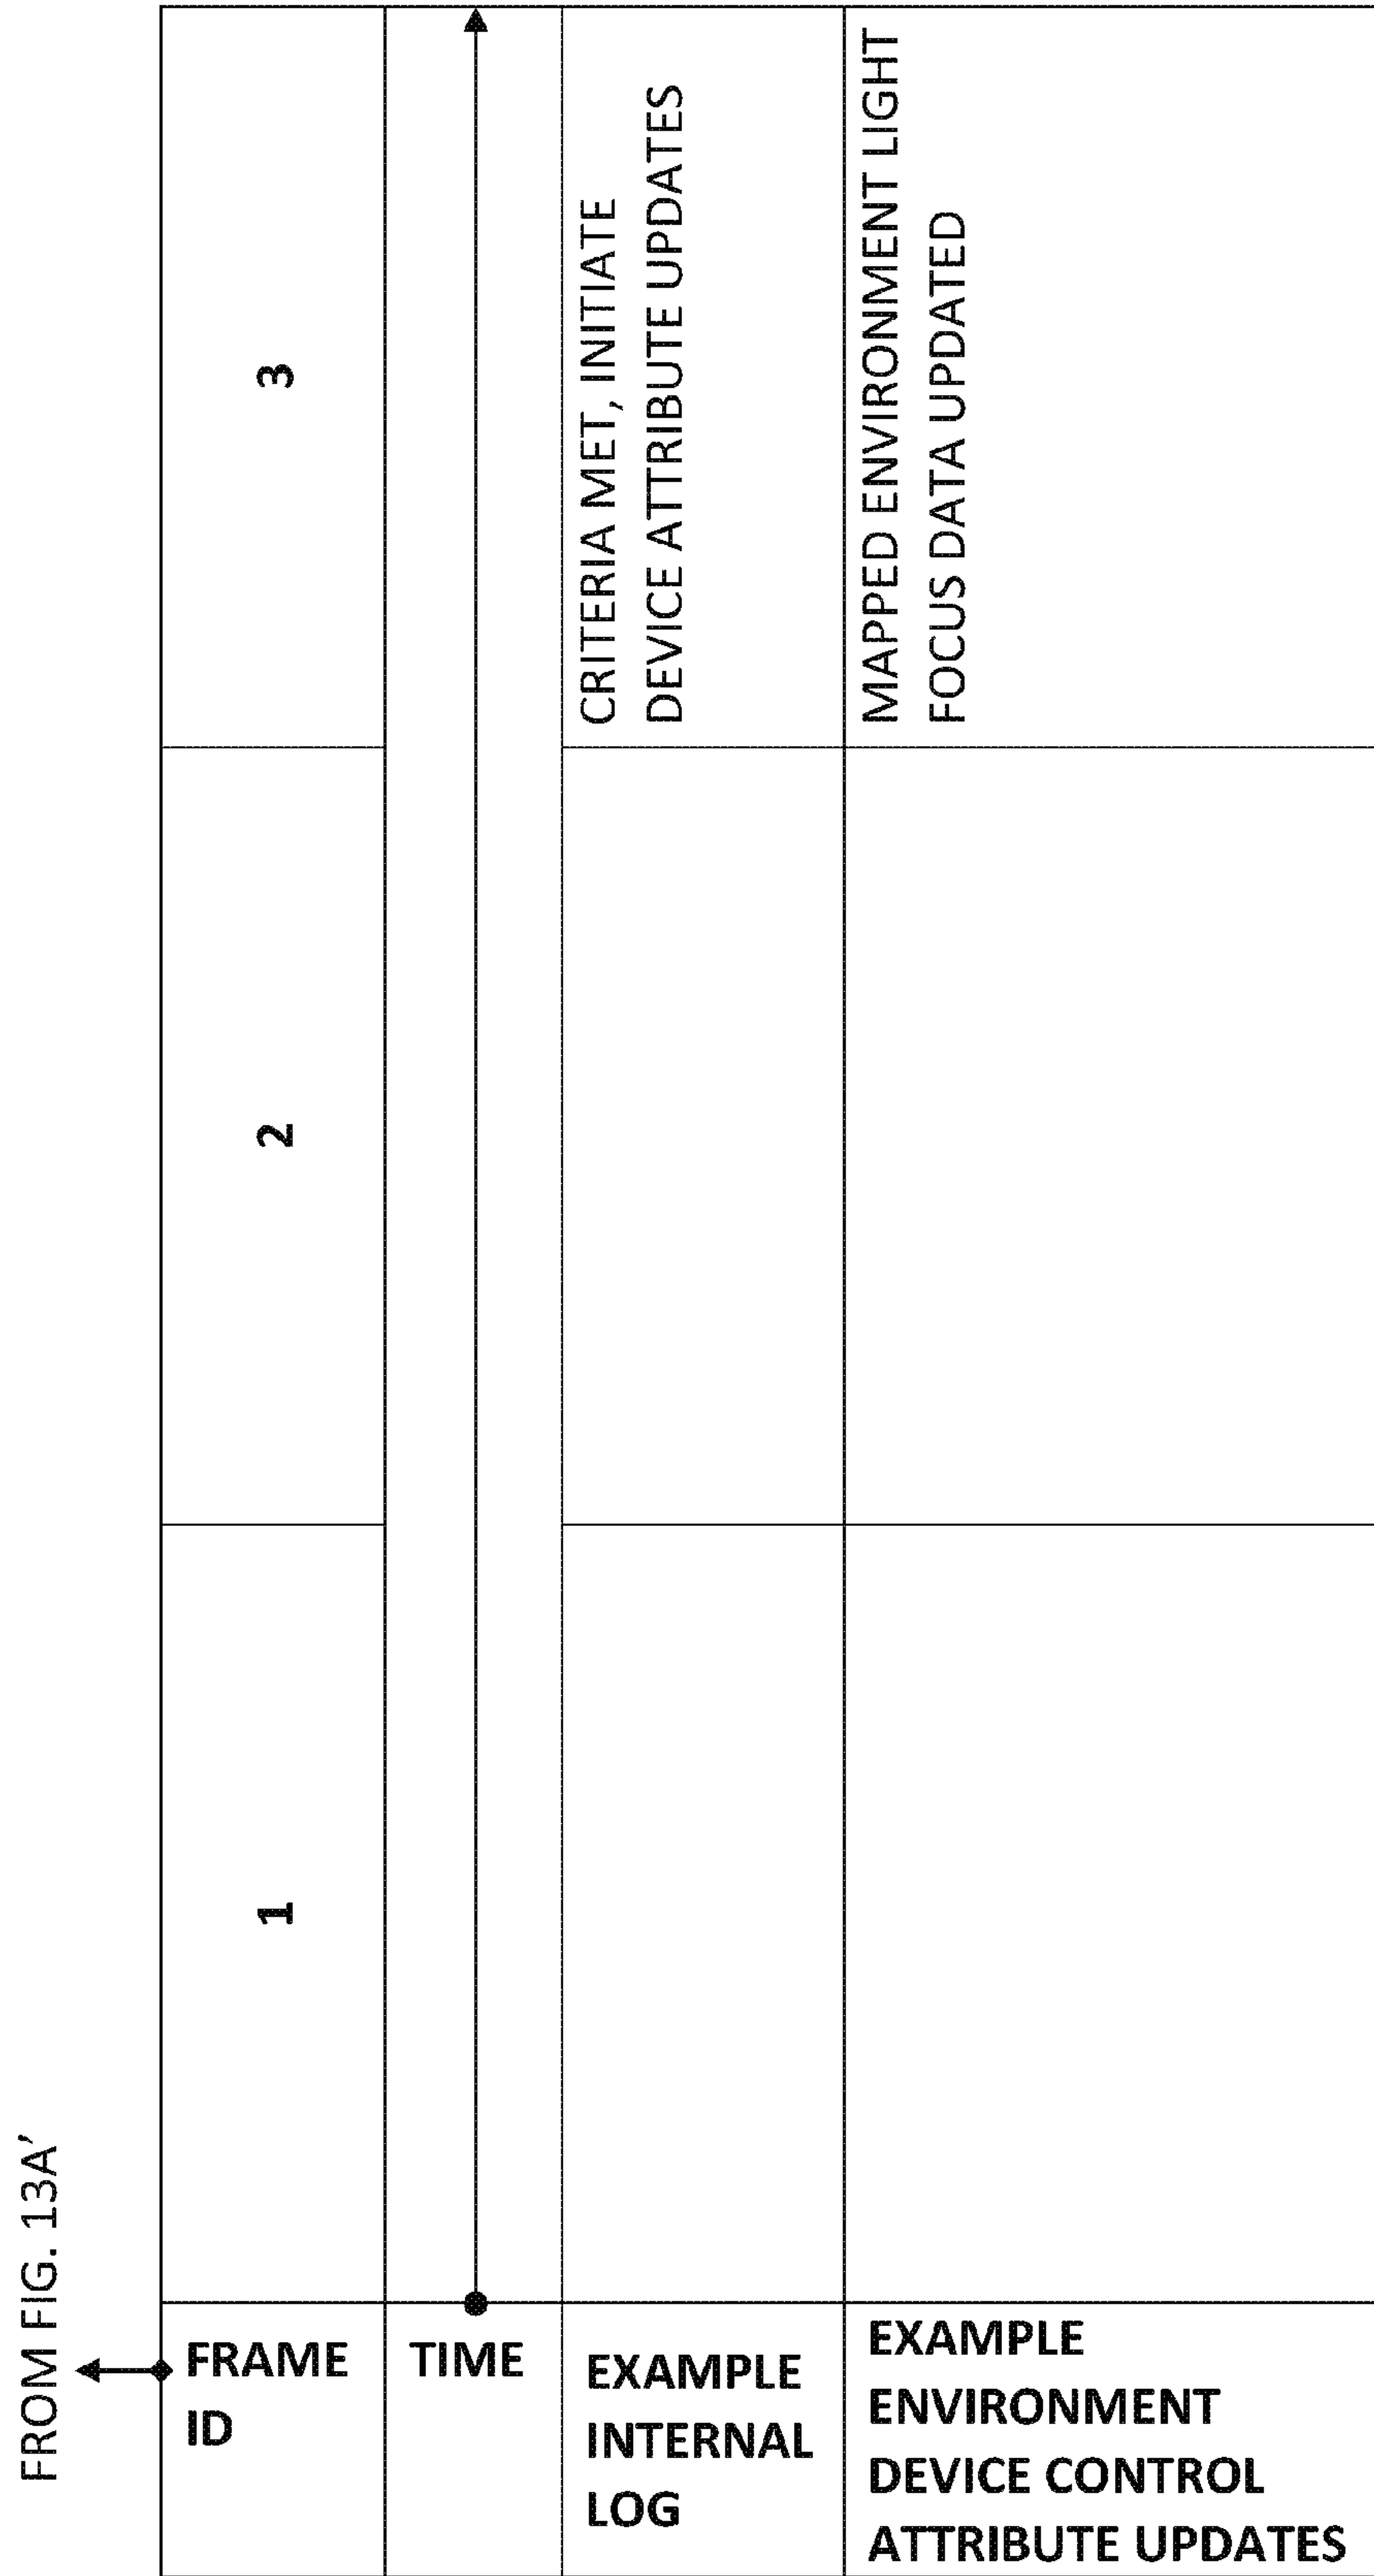 FROM FIG. 13A’
FRAME
ID
1
2
3
TIME
EXAMPLE
INTERNAL
LOG
CRITERIA MET, INITIATE
DEVICE ATTRIBUTE UPDATES
EXAMPLE
ENVIRONMENT
DEVICE CONTROL
ATTRIBUTE UPDATES
MAPPED ENVIRONMENT LIGHT
FOCUS DATA UPDATED